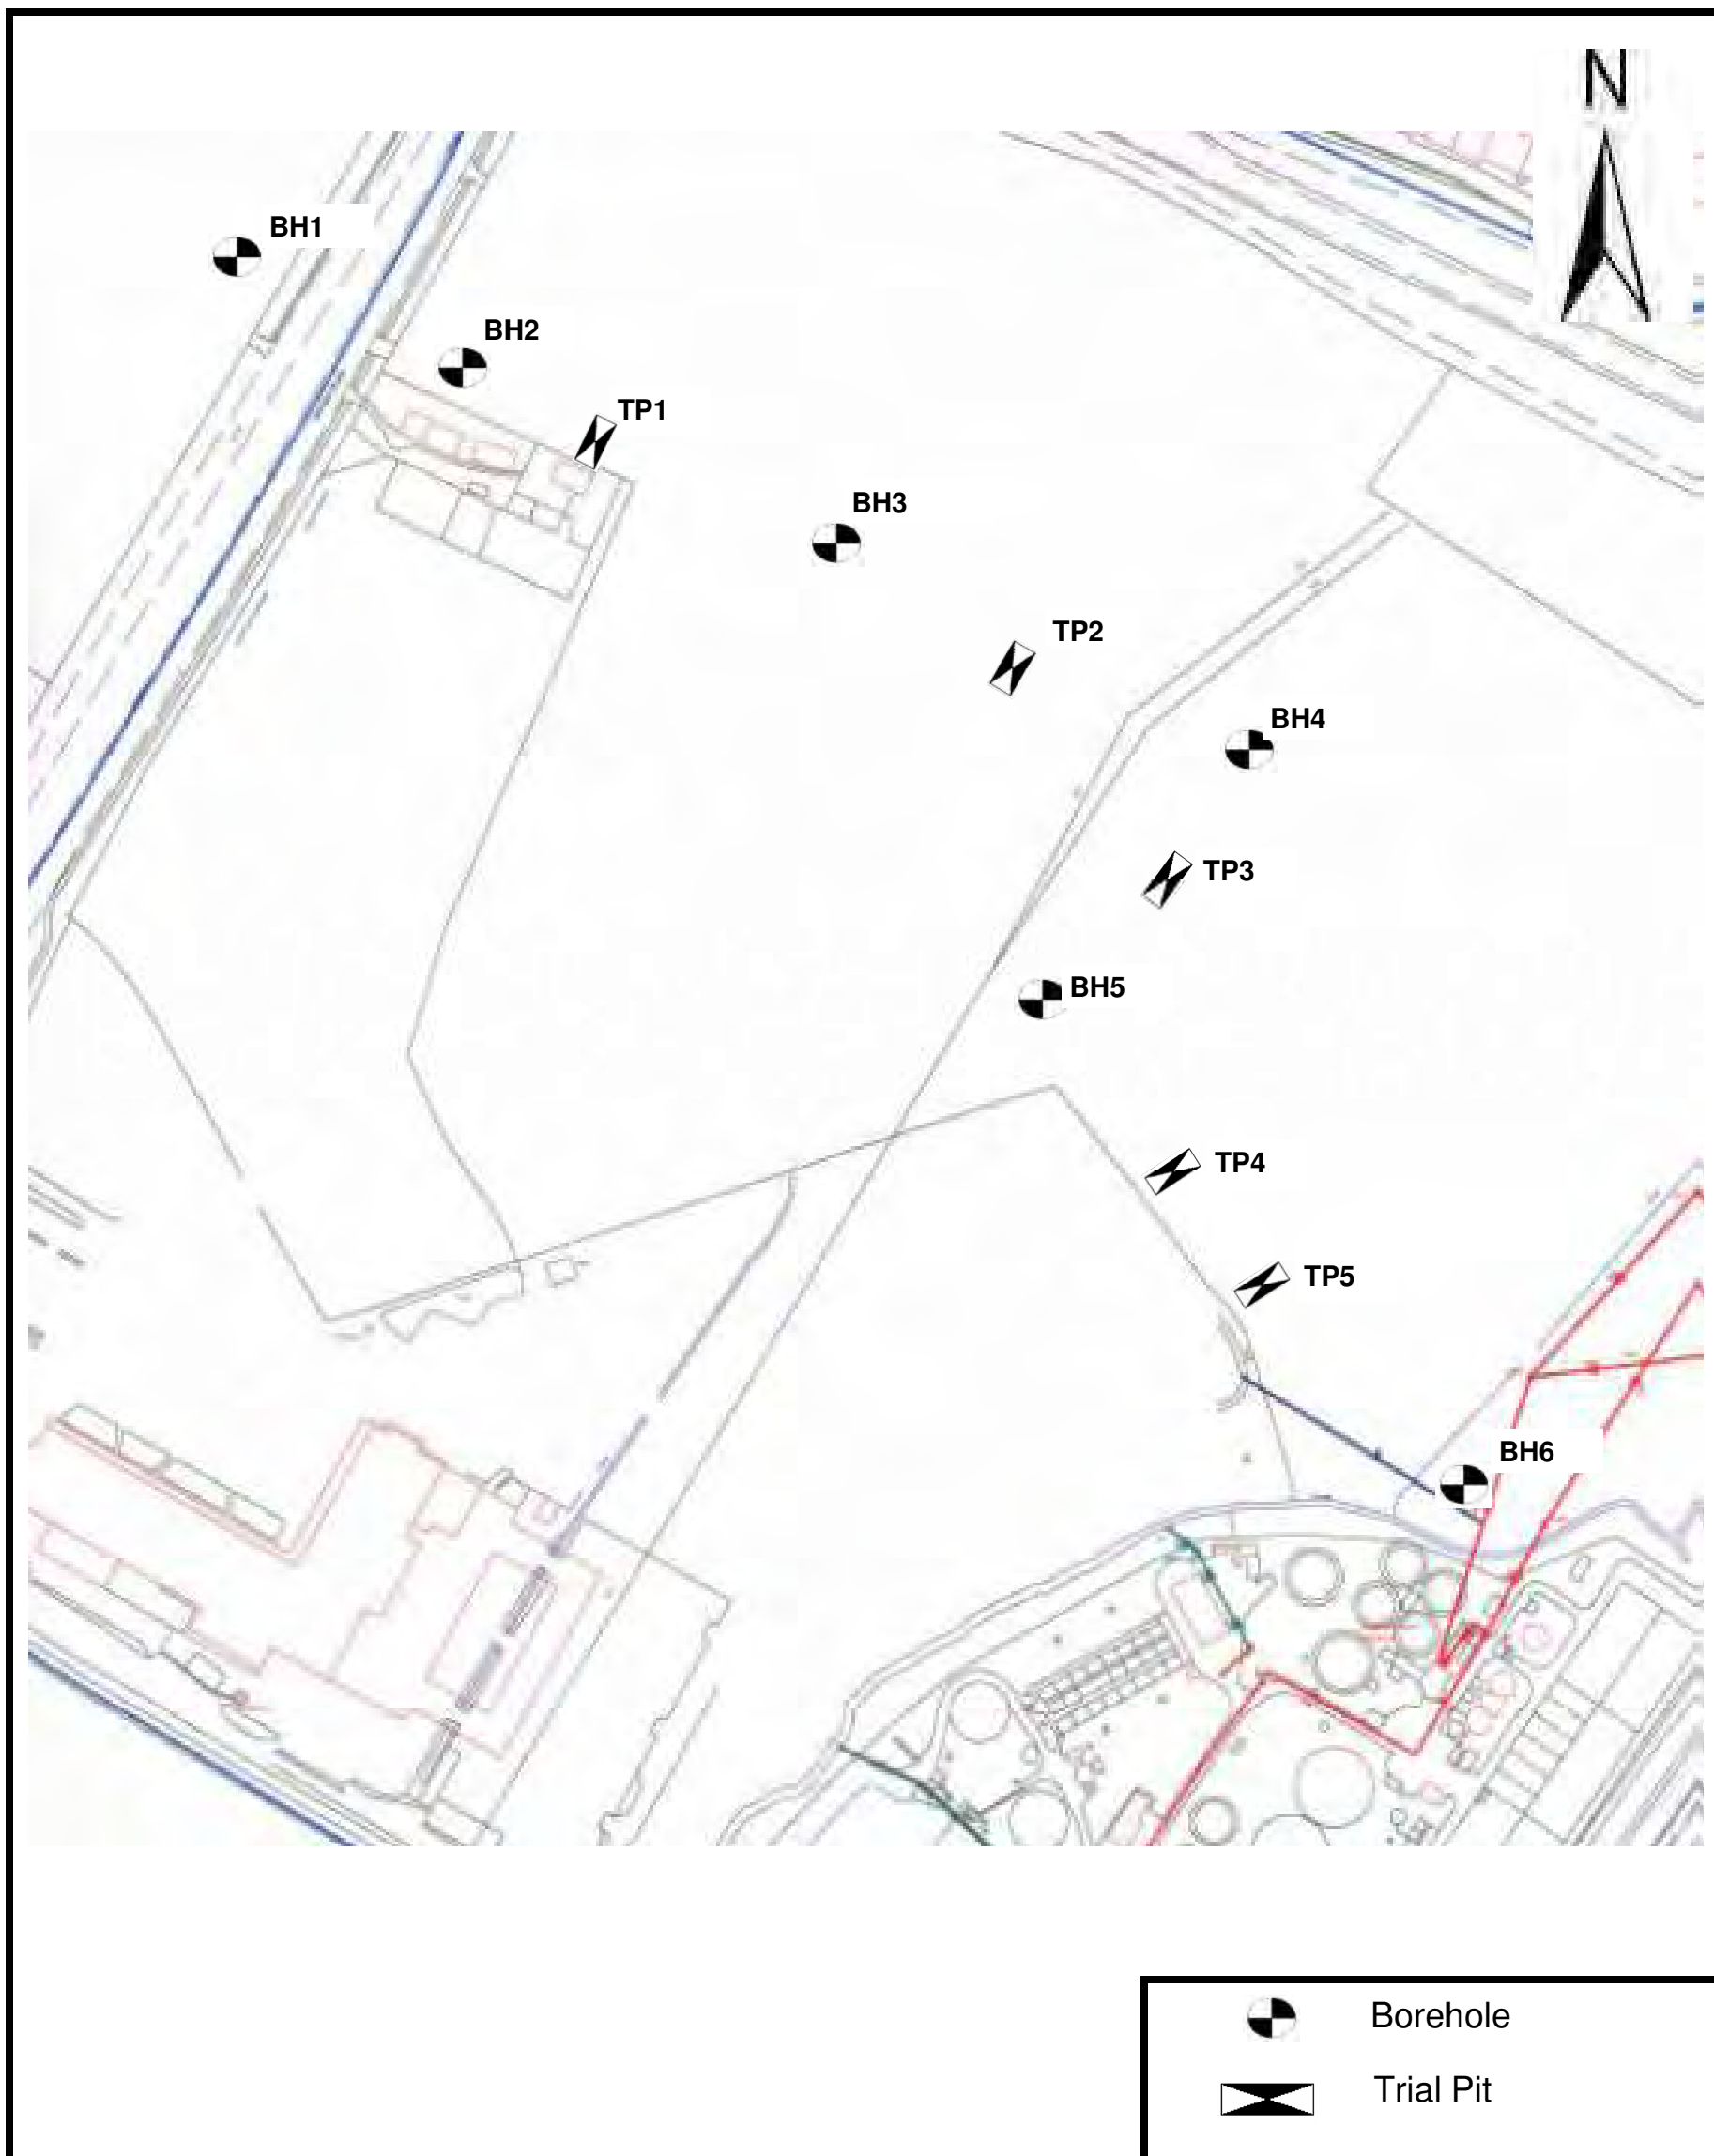 N
BH1
BH2
TP1
BH3
TP2
BH4
TP3
BH5
TP4
TP5
BH6
Borehole
Trial Pit